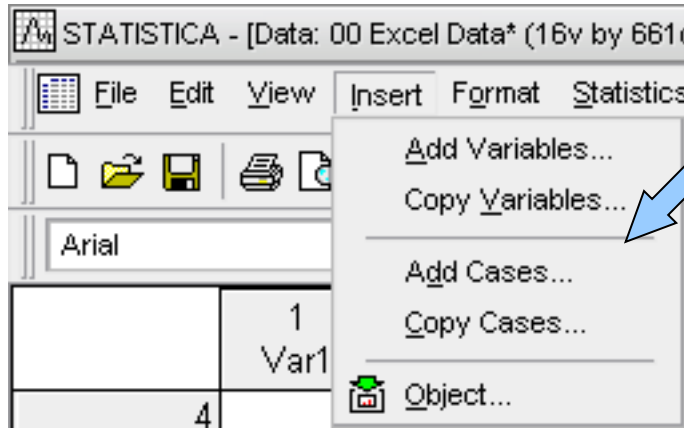 STATISTICA - [Data: 00 Excel Data* (16v by 661
File Edit View Insert Format Statistics
Add Variables...
Copy Variables...
Arial
Add Cases...
Copy Cases...
1
Var1
Object...
4